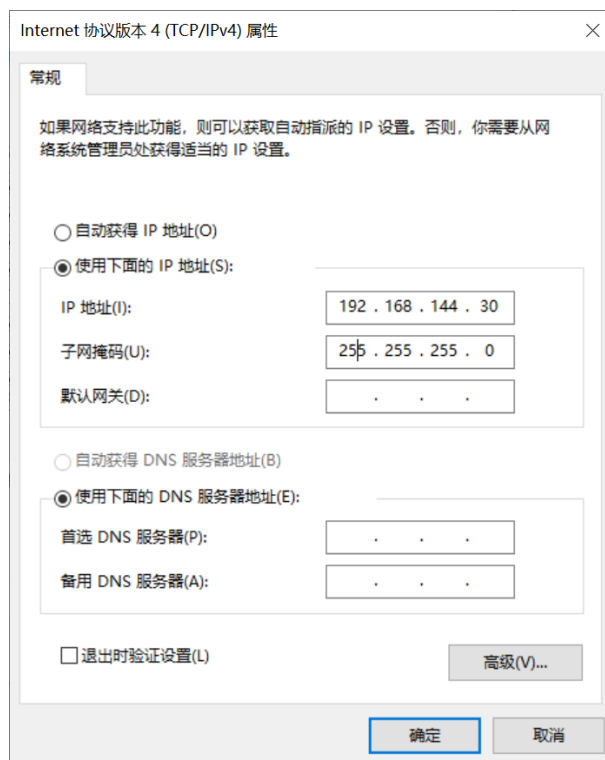 Internet 协议版本 4 (TCP/IPv4) 属性
常规
如果网络支持此功能，则可以获取自动指派的 IP 设置。否则，你需要从网
络系统管理员处获得适当的 IP 设置。
自动获得 IP 地址(O)
使用下面的 IP 地址(S):
IP 地址(I):
192 . 168 . 144 . 30
子网掩码(U):
255 . 255 . 255 . 0
默认网关(D):
. . .
自动获得 DNS 服务器地址(B)
使用下面的 DNS 服务器地址(E):
首选 DNS 服务器(P):
. . .
备用 DNS 服务器(A):
. . .
退出时验证设置(L)
高级(V)...
确定
取消